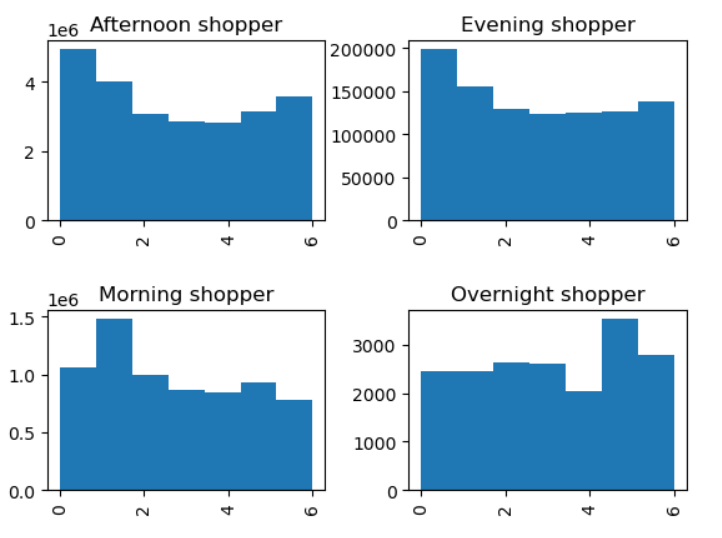 Afternoon shopper
1e6
4
2
0
0 2 4 6
Evening shopper
200000
150000
100000
50000
0
0 2 4 6
Morning shopper
1e6
1.5
1.0
0.5
0.0
0 2 4 6
Overnight shopper
3000
2000
1000
0
0 2 4 6